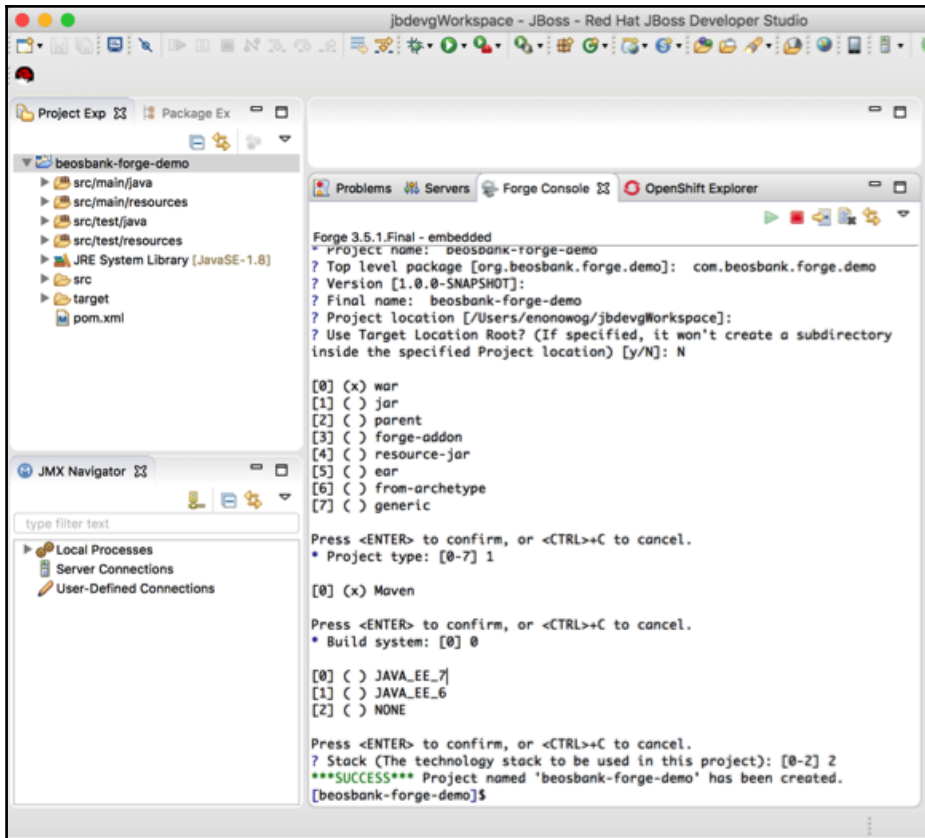 jbdevgWorkspace - JBoss - Red Hat JBoss Developer Studio
Project Exp
Package Ex
beosbank-forge-demo
src/main/java
src/main/resources
src/test/java
src/test/resources
JRE System Library [JavaSE-1.8]
src
target
pom.xml
JMX Navigator
type filter text
Local Processes
Server Connections
User-Defined Connections
Problems Servers Forge Console OpenShift Explorer
Forge 3.5.1.Final - embedded
* Project name:  beosbank-forge-demo
? Top level package [org.beosbank.forge.demo]:  com.beosbank.forge.demo
? Version [1.0.0-SNAPSHOT]:
? Final name:  beosbank-forge-demo
? Project location [/Users/enonowog/jbdevgWorkspace]:
? Use Target Location Root? (If specified, it won't create a subdirectory
inside the specified Project location) [y/N]: N
[0] (x) war
[1] ( ) jar
[2] ( ) parent
[3] ( ) forge-addon
[4] ( ) resource-jar
[5] ( ) ear
[6] ( ) from-archetype
[7] ( ) generic
Press <ENTER> to confirm, or <CTRL>+C to cancel.
* Project type: [0-7] 1
[0] (x) Maven
Press <ENTER> to confirm, or <CTRL>+C to cancel.
* Build system: [0] 0
[0] ( ) JAVA_EE_7
[1] ( ) JAVA_EE_6
[2] ( ) NONE
Press <ENTER> to confirm, or <CTRL>+C to cancel.
? Stack (The technology stack to be used in this project): [0-2] 2
***SUCCESS*** Project named 'beosbank-forge-demo' has been created.
[beosbank-forge-demo]$